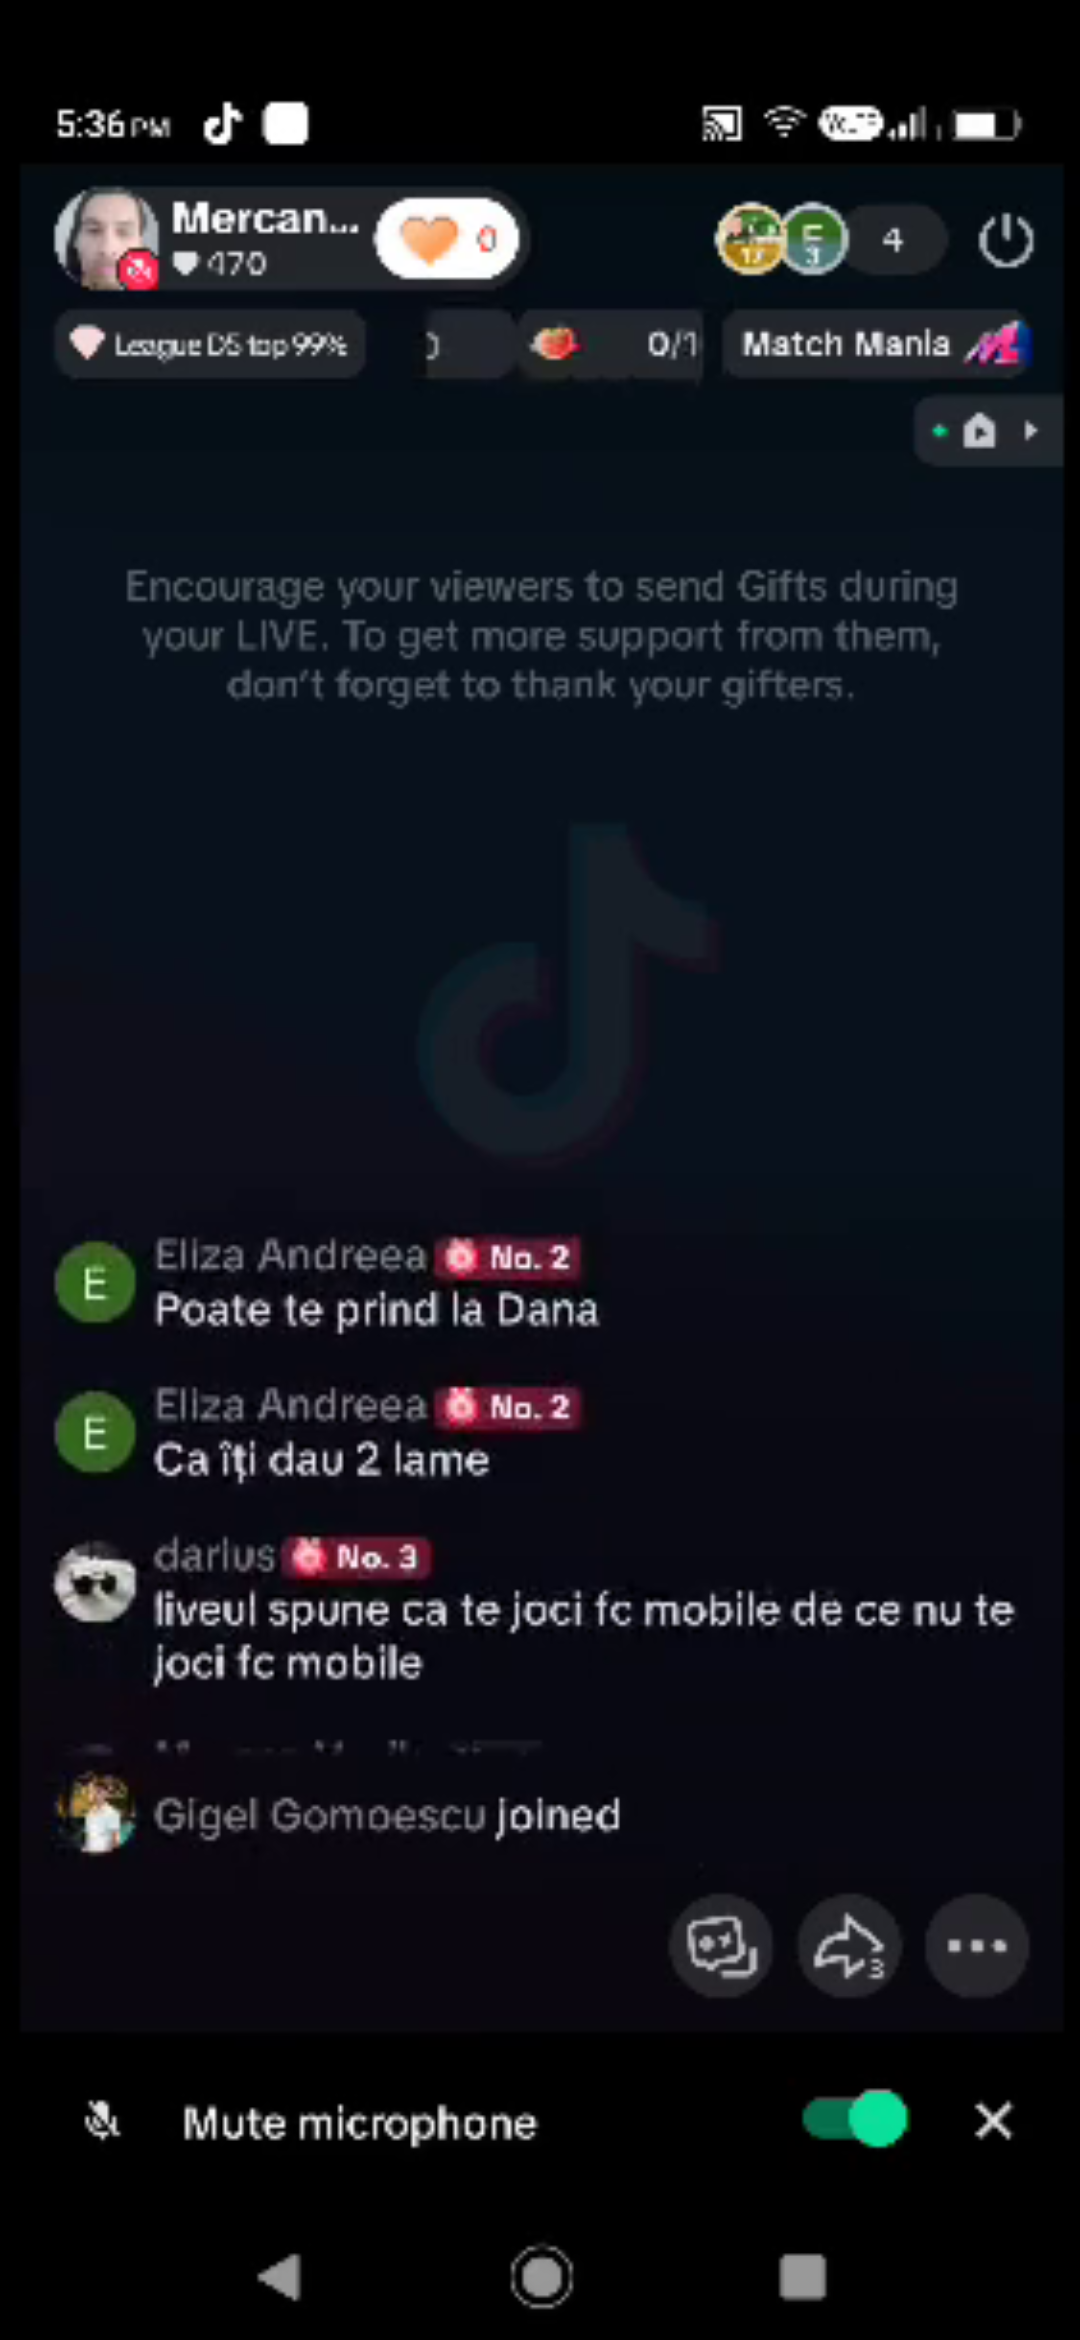 5:36 PM
Mercan...
0
470
4
League D5 top 99%
0/1
Match Mania
Encourage your viewers to send Gifts during
your LIVE. To get more support from them,
don't forget to thank your gifters.
Eliza Andreea No. 2
Poate te prind la Dana
Eliza Andreea No. 2
Ca îți dau 2 lame
darius No. 3
liveul spune ca te joci fc mobile de ce nu te
joci fc mobile
Gigel Gomoescu joined
3
Mute microphone